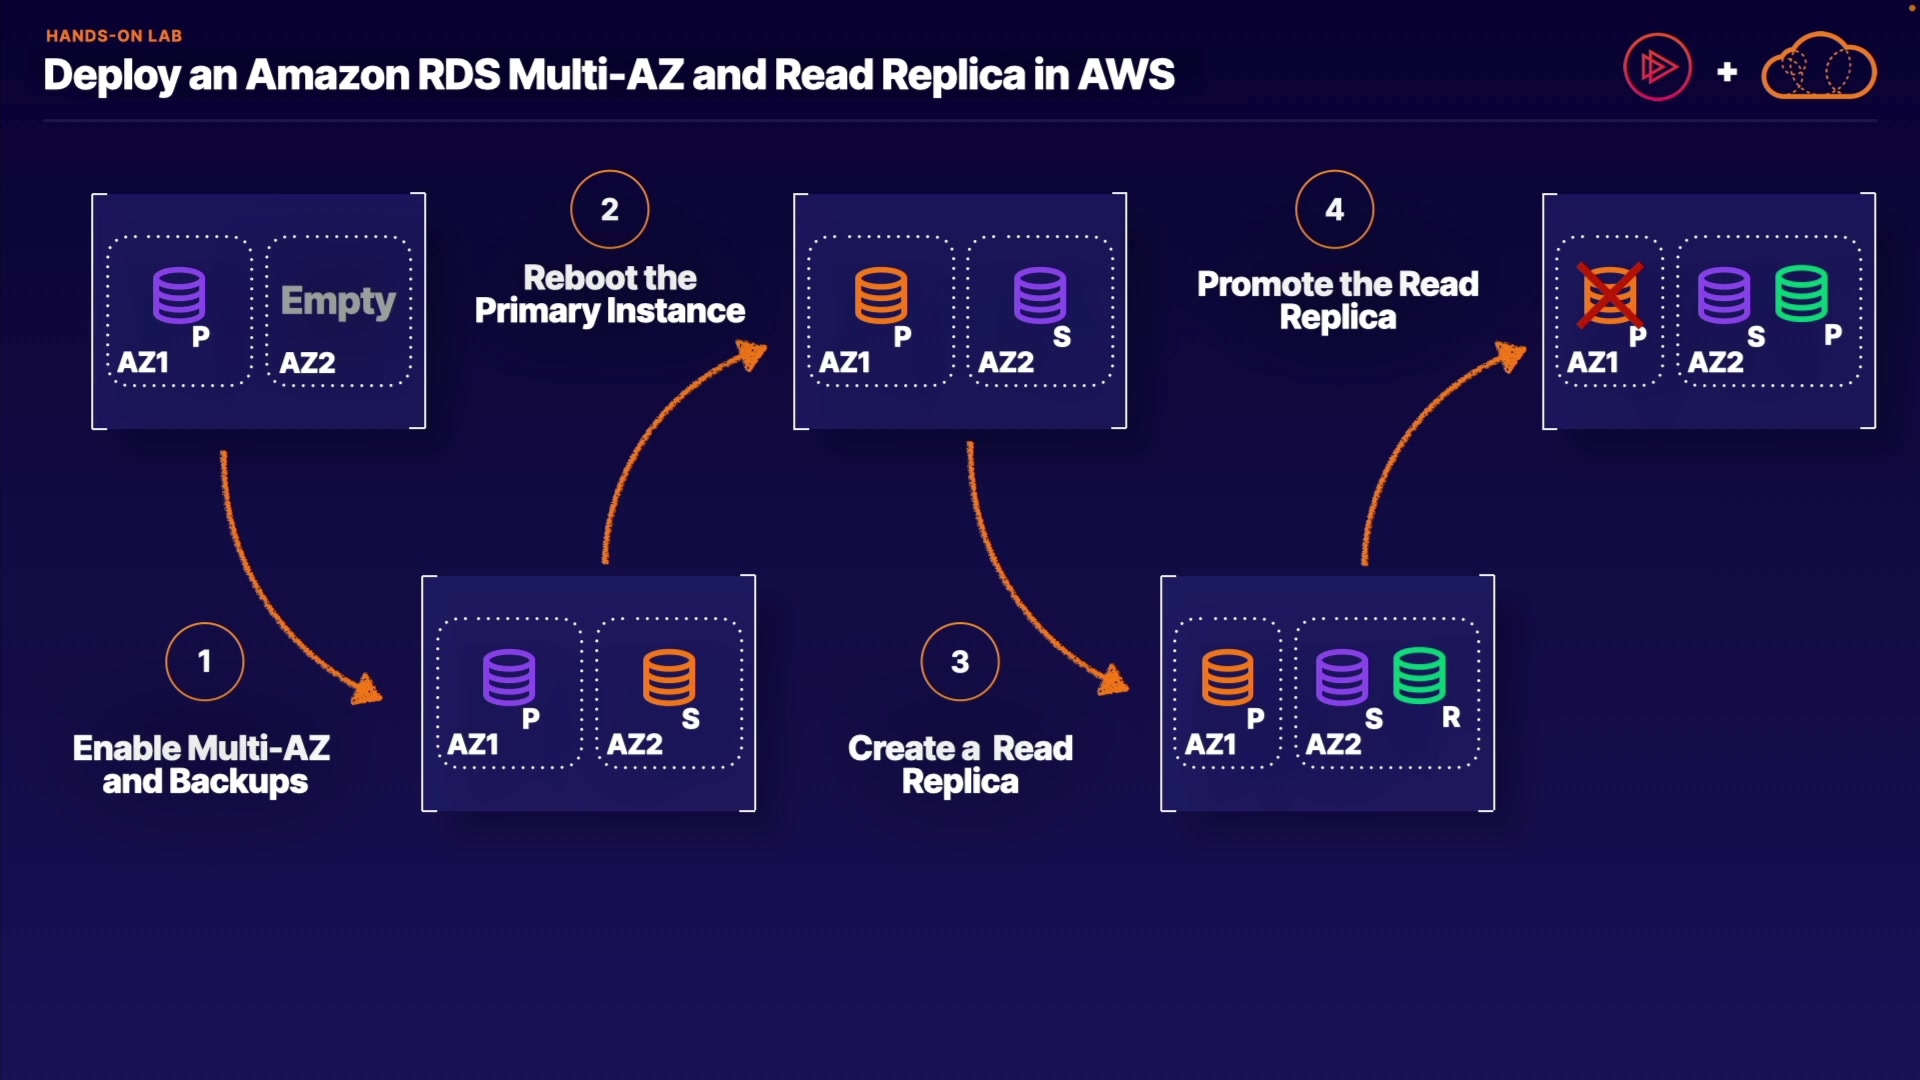 HANDS-ON LAB
Deploy an Amazon RDS Multi-AZ and Read Replica in AWS
+
P
AZ1
Empty
AZ2
2
Reboot the
Primary Instance
P
AZ1
S
AZ2
4
Promote the Read
Replica
P
AZ1
S
P
AZ2
1
Enable Multi-AZ
and Backups
P
AZ1
S
AZ2
3
Create a Read
Replica
P
AZ1
S
R
AZ2